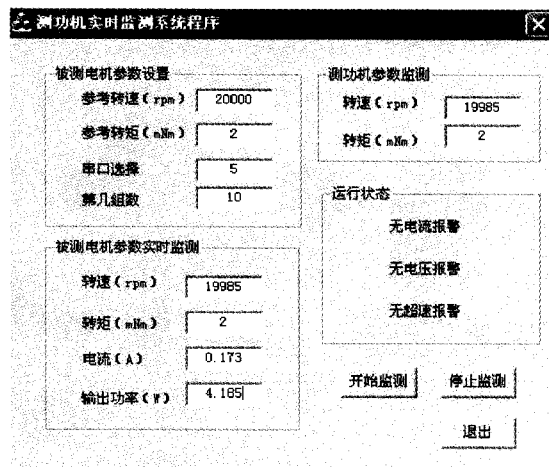 测功机实时监测系统程序
被测电机参数设置
参考转速(rpm) 20000
参考转矩(mNm) 2
串口选择 5
第几组数 10
被测电机参数实时监测
转速(rpm) 19985
转矩(mNm) 2
电流(A) 0.173
输出功率(W) 4.185
测功机参数监测
转速(rpm) 19985
转矩(mNm) 2
运行状态
无电流报警
无电压报警
无超速报警
开始监测 停止监测
退出